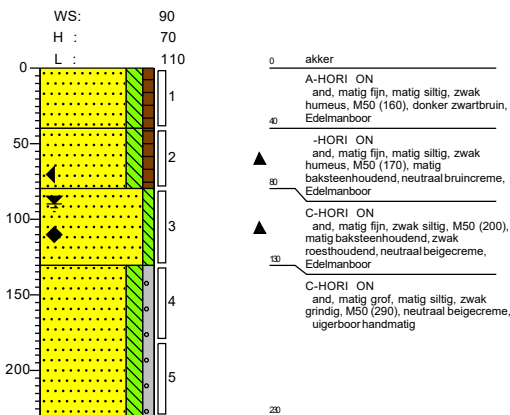 WS: 90
H : 70
L : 110
0
50
100
150
200
1
2
3
4
5
0 akker
A-HORI ON
and, matig fijn, matig siltig, zwak
humeus, M50 (160), donker zwartbruin,
Edelmanboor
40
-HORI ON
and, matig fijn, matig siltig, zwak
humeus, M50 (170), matig
baksteenhoudend, neutraal bruincreme,
Edelmanboor
80
C-HORI ON
and, matig fijn, zwak siltig, M50 (200),
matig baksteenhoudend, zwak
roesthoudend, neutraal beigecreme,
Edelmanboor
130
C-HORI ON
and, matig grof, matig siltig, zwak
grindig, M50 (290), neutraal beigecreme,
uigerboor handmatig
230